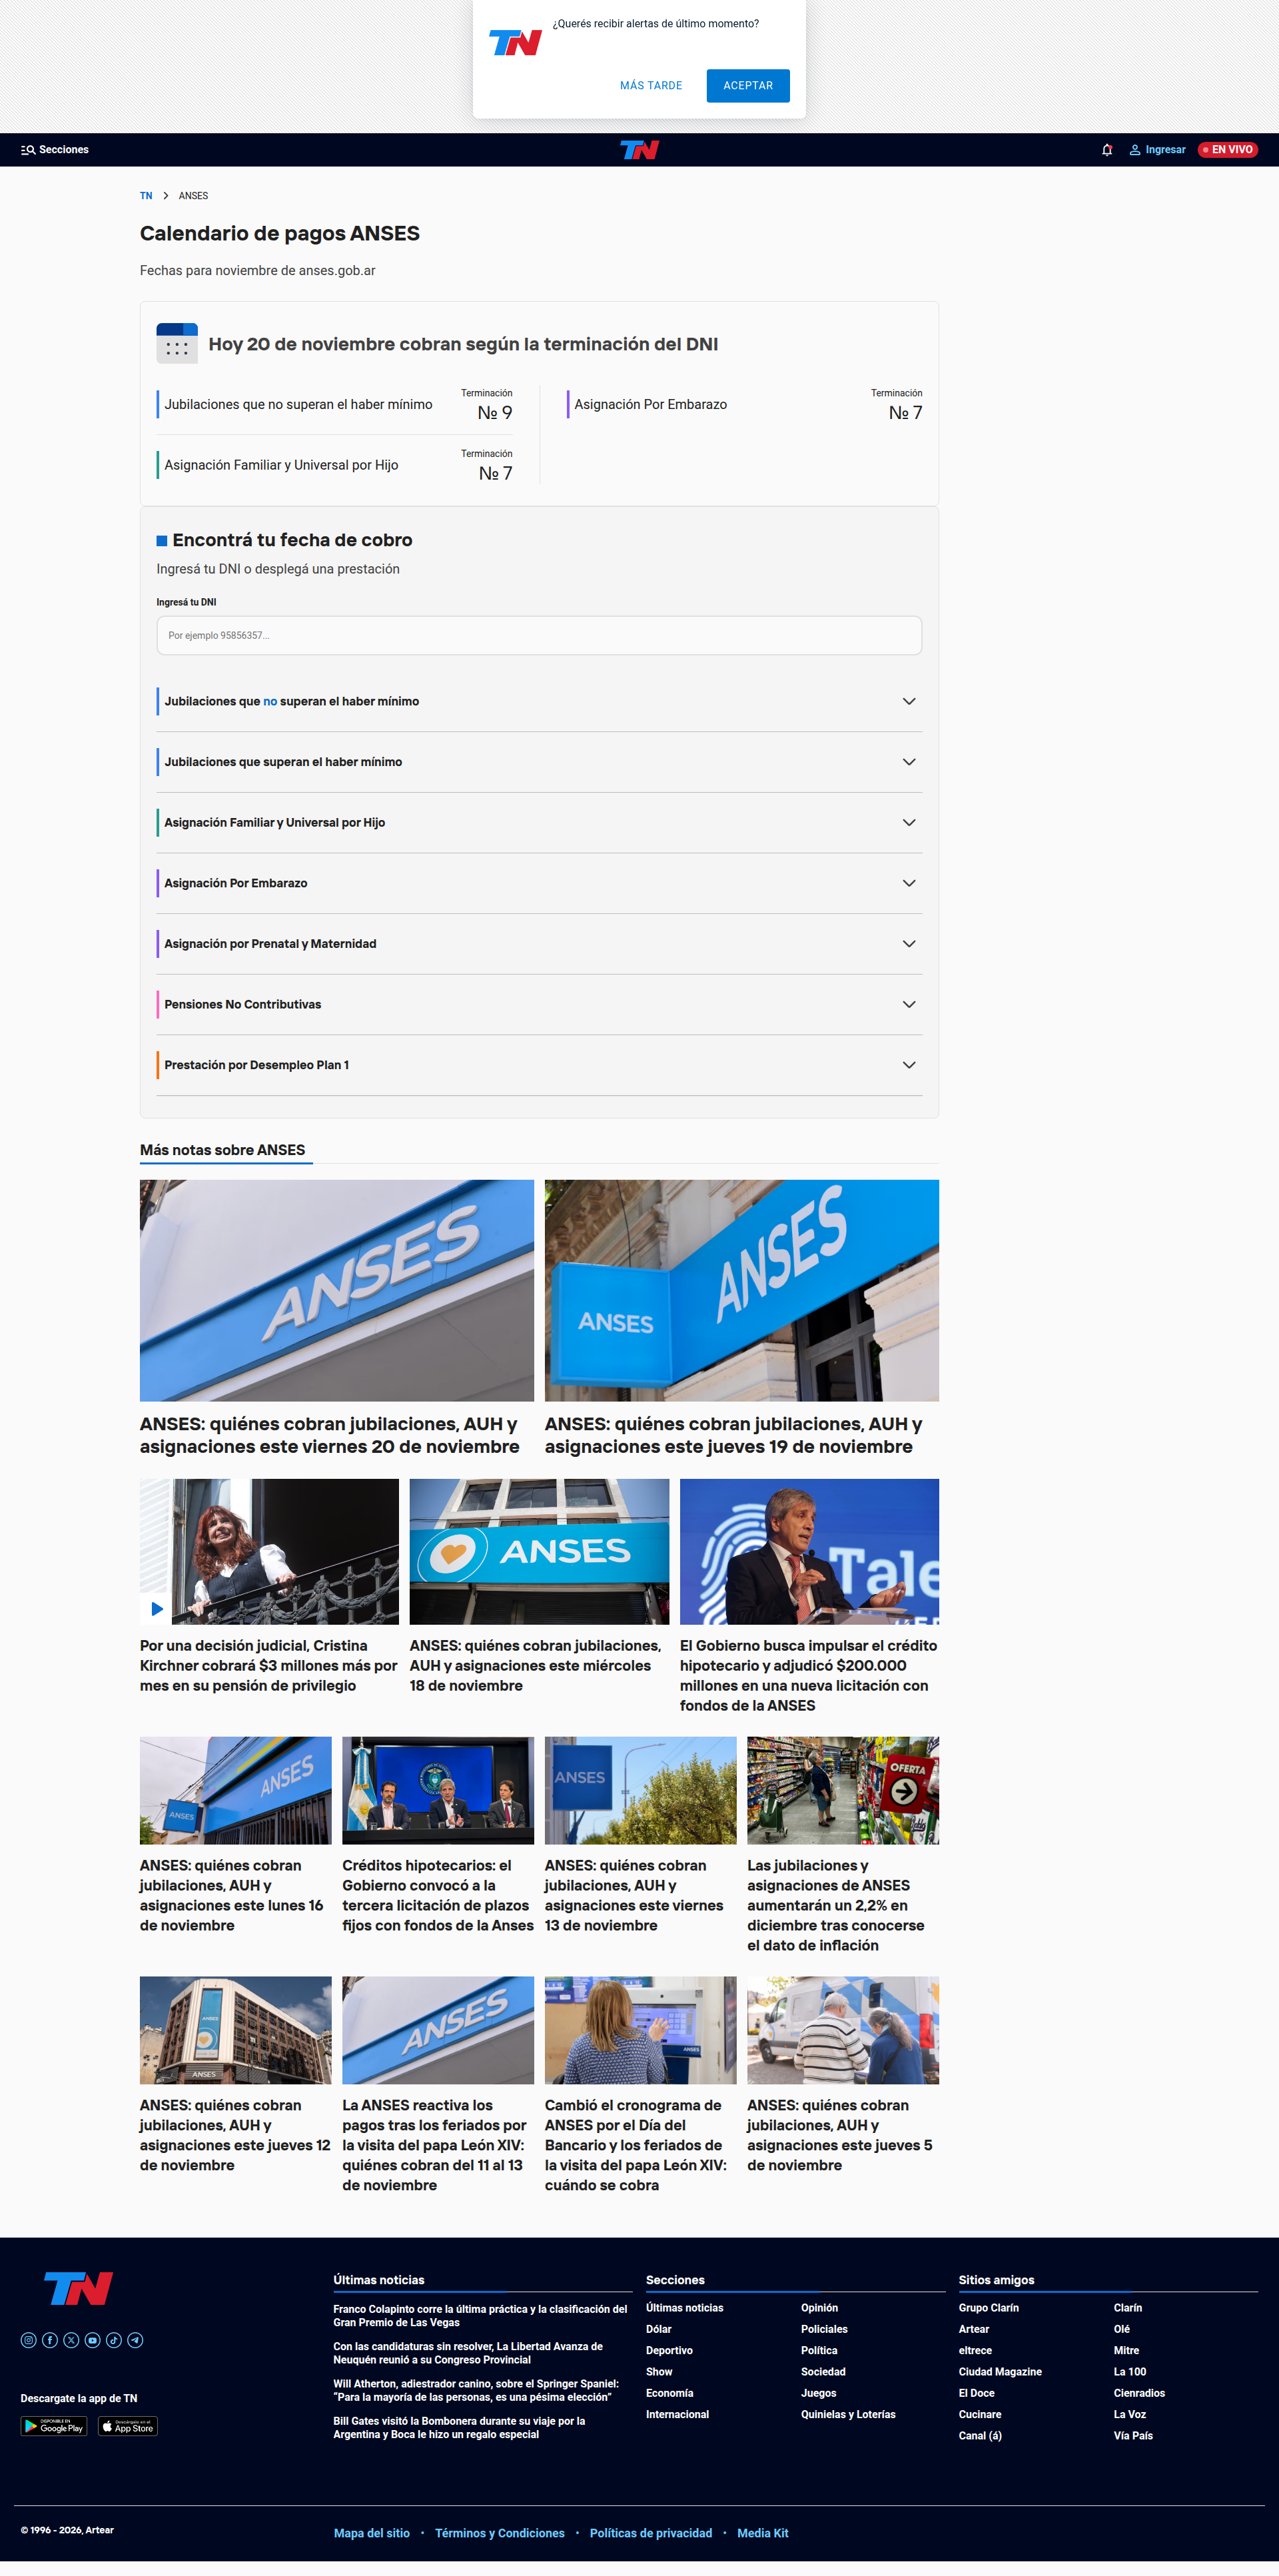 ¿Querés recibir alertas de último momento?
TN
MÁS TARDE
ACEPTAR
Secciones
TN
Ingresar
EN VIVO
TN
ANSES
Calendario de pagos ANSES
Fechas para noviembre de anses.gob.ar
Hoy 20 de noviembre cobran según la terminación del DNI
Jubilaciones que no superan el haber mínimo
Terminación
№ 9
Asignación Familiar y Universal por Hijo
Terminación
№ 7
Asignación Por Embarazo
Terminación
№ 7
Encontrá tu fecha de cobro
Ingresá tu DNI o desplegá una prestación
Ingresá tu DNI
Por ejemplo 95856357...
Jubilaciones que no superan el haber mínimo
Jubilaciones que superan el haber mínimo
Asignación Familiar y Universal por Hijo
Asignación Por Embarazo
Asignación por Prenatal y Maternidad
Pensiones No Contributivas
Prestación por Desempleo Plan 1
Más notas sobre ANSES
ANSES
ANSES
ANSES
ANSES: quiénes cobran jubilaciones, AUH y
asignaciones este viernes 20 de noviembre
ANSES: quiénes cobran jubilaciones, AUH y
asignaciones este jueves 19 de noviembre
ANSES
Tale
Por una decisión judicial, Cristina
Kirchner cobrará $3 millones más por
mes en su pensión de privilegio
ANSES: quiénes cobran jubilaciones,
AUH y asignaciones este miércoles
18 de noviembre
El Gobierno busca impulsar el crédito
hipotecario y adjudicó $200.000
millones en una nueva licitación con
fondos de la ANSES
ANSES
ANSES
ANSES
OFERTA
ANSES: quiénes cobran
jubilaciones, AUH y
asignaciones este lunes 16
de noviembre
Créditos hipotecarios: el
Gobierno convocó a la
tercera licitación de plazos
fijos con fondos de la Anses
ANSES: quiénes cobran
jubilaciones, AUH y
asignaciones este viernes
13 de noviembre
Las jubilaciones y
asignaciones de ANSES
aumentarán un 2,2% en
diciembre tras conocerse
el dato de inflación
ANSES
ANSES
ANSES
ANSES
ANSES: quiénes cobran
jubilaciones, AUH y
asignaciones este jueves 12
de noviembre
La ANSES reactiva los
pagos tras los feriados por
la visita del papa León XIV:
quiénes cobran del 11 al 13
de noviembre
Cambió el cronograma de
ANSES por el Día del
Bancario y los feriados de
la visita del papa León XIV:
cuándo se cobra
ANSES: quiénes cobran
jubilaciones, AUH y
asignaciones este jueves 5
de noviembre
TN
Descargate la app de TN
DISPONIBLE EN
Google Play
Descárgalo en el
App Store
Últimas noticias
Franco Colapinto corre la última práctica y la clasificación del
Gran Premio de Las Vegas
Con las candidaturas sin resolver, La Libertad Avanza de
Neuquén reunió a su Congreso Provincial
Will Atherton, adiestrador canino, sobre el Springer Spaniel:
“Para la mayoría de las personas, es una pésima elección”
Bill Gates visitó la Bombonera durante su viaje por la
Argentina y Boca le hizo un regalo especial
Secciones
Últimas noticias
Dólar
Deportivo
Show
Economía
Internacional
Opinión
Policiales
Política
Sociedad
Juegos
Quinielas y Loterías
Sitios amigos
Grupo Clarín
Artear
eltrece
Ciudad Magazine
El Doce
Cucinare
Canal (á)
Clarín
Olé
Mitre
La 100
Cienradios
La Voz
Vía País
© 1996 - 2026, Artear
Mapa del sitio • Términos y Condiciones • Políticas de privacidad • Media Kit